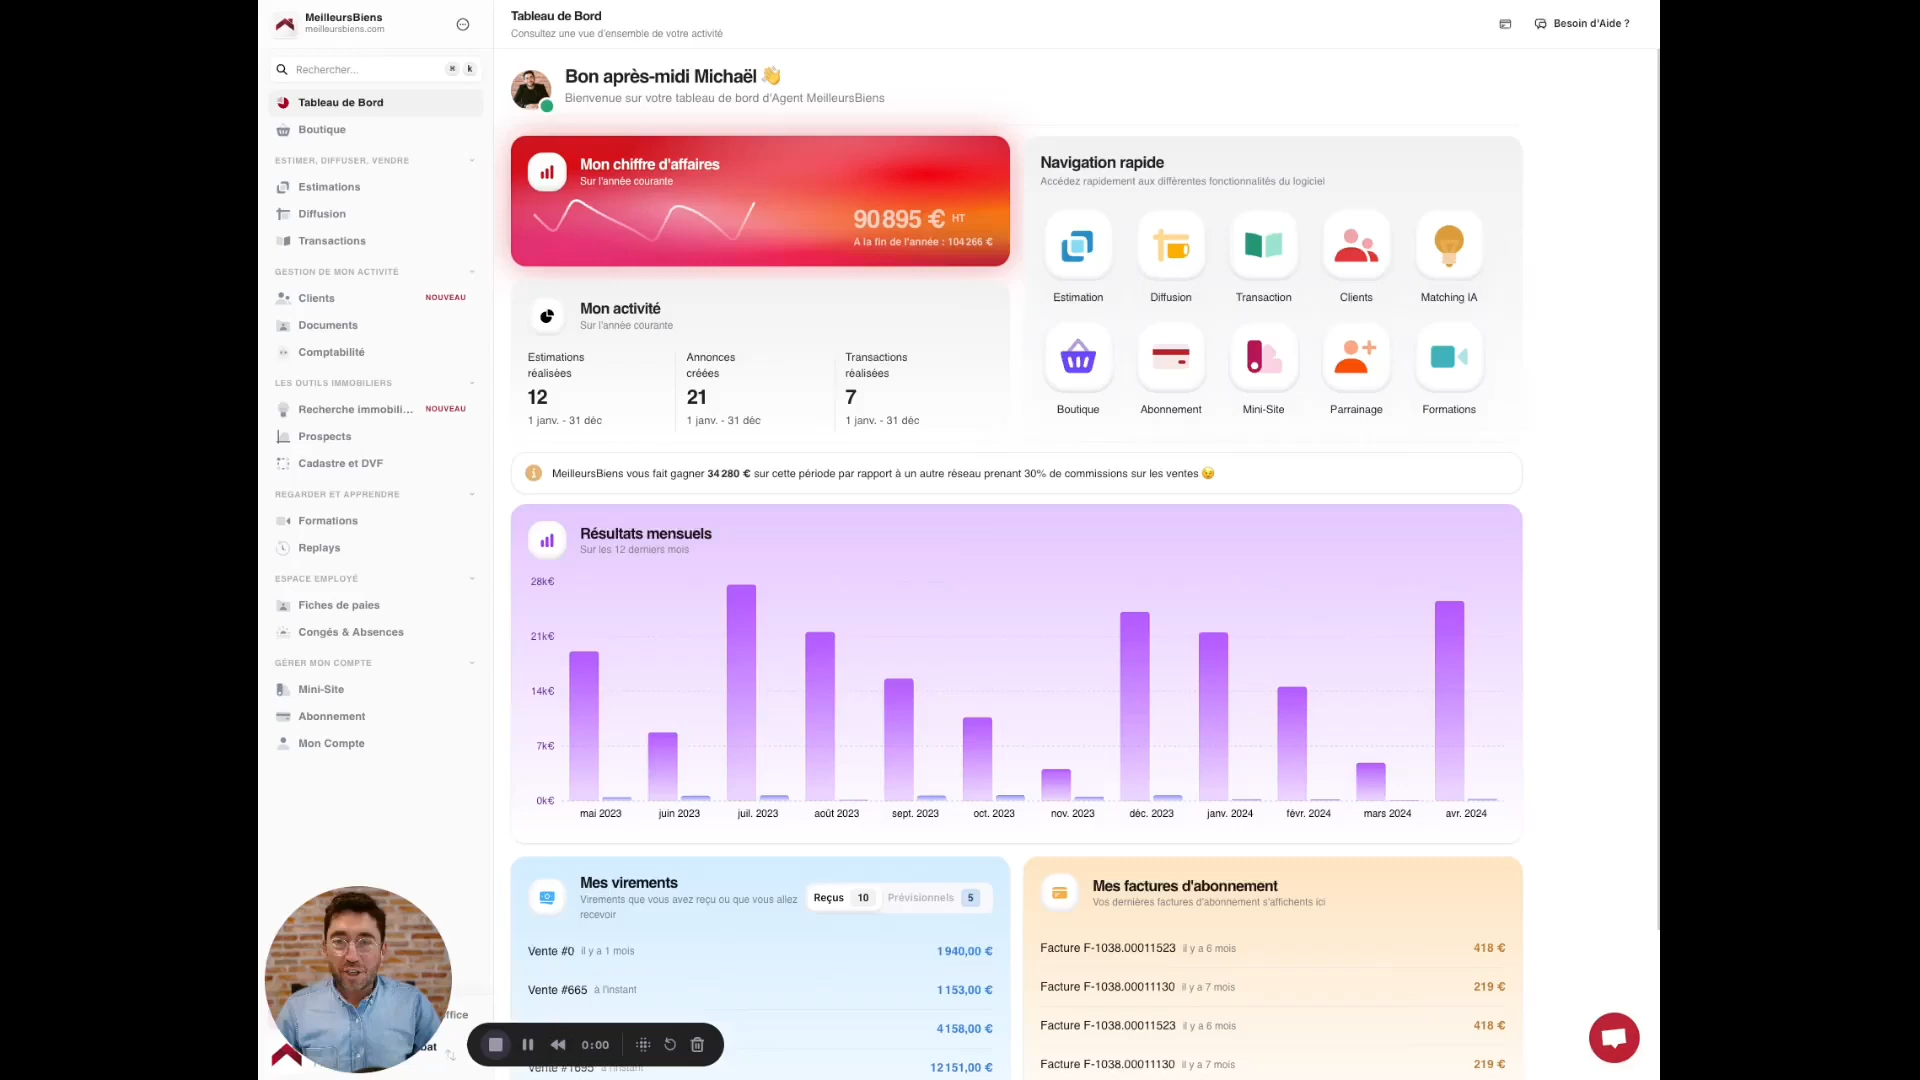 MeilleursBiens
meilleursbiens.com
Rechercher...
⌘ k
Tableau de Bord
Boutique
ESTIMER, DIFFUSER, VENDRE
Estimations
Diffusion
Transactions
GESTION DE MON ACTIVITÉ
Clients NOUVEAU
Documents
Comptabilité
LES OUTILS IMMOBILIERS
Recherche immobili... NOUVEAU
Prospects
Cadastre et DVF
REGARDER ET APPRENDRE
Formations
Replays
ESPACE EMPLOYÉ
Fiches de paies
Congés & Absences
GÉRER MON COMPTE
Mini-Site
Abonnement
Mon Compte
Tableau de Bord
Consultez une vue d'ensemble de votre activité
Besoin d'Aide ?
Bon après-midi Michaël 👋
Bienvenue sur votre tableau de bord d'Agent MeilleursBiens
Mon chiffre d'affaires
Sur l'année courante
90 895 € HT
A la fin de l'année : 104 266 €
Mon activité
Sur l'année courante
Estimations
réalisées
12
1 janv. - 31 déc
Annonces
créées
21
1 janv. - 31 déc
Transactions
réalisées
7
1 janv. - 31 déc
Navigation rapide
Accédez rapidement aux différentes fonctionnalités du logiciel
Estimation Diffusion Transaction Clients Matching IA
Boutique Abonnement Mini-Site Parrainage Formations
MeilleursBiens vous fait gagner 34 280 € sur cette période par rapport à un autre réseau prenant 30% de commissions sur les ventes 😉
Résultats mensuels
Sur les 12 derniers mois
28k€
21k€
14k€
7k€
0k€
mai 2023 juin 2023 juil. 2023 août 2023 sept. 2023 oct. 2023 nov. 2023 déc. 2023 janv. 2024 févr. 2024 mars 2024 avr. 2024
Mes virements
Virements que vous avez reçu ou que vous allez
recevoir
Reçus 10 Prévisionnels 5
Vente #0 il y a 1 mois 1 940,00 €
Vente #665 à l'instant 1 153,00 €
4 158,00 €
Vente #1695 à l'instant 12 151,00 €
Mes factures d'abonnement
Vos dernières factures d'abonnement s'affichent ici
Facture F-1038.00011523 il y a 6 mois 418 €
Facture F-1038.00011130 il y a 7 mois 219 €
Facture F-1038.00011523 il y a 6 mois 418 €
Facture F-1038.00011130 il y a 7 mois 219 €
0:00